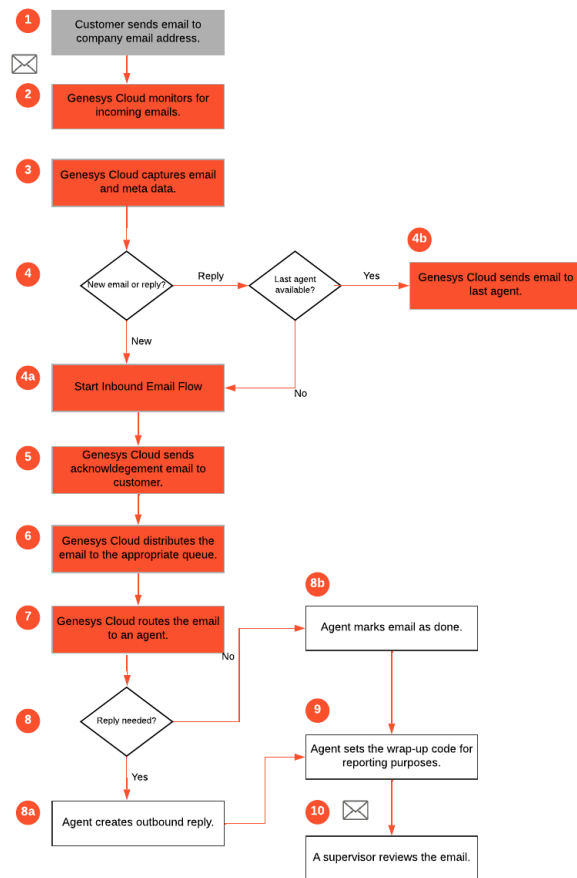 1
Customer sends email to
company email address.
2
Genesys Cloud monitors for
incoming emails.
3
Genesys Cloud captures email
and meta data.
4
New email or reply?
Reply
Last agent
available?
Yes
4b
Genesys Cloud sends email to
last agent.
New
No
4a
Start Inbound Email Flow
5
Genesys Cloud sends
acknowldegement email to
customer.
6
Genesys Cloud distributes the
email to the appropriate queue.
7
Genesys Cloud routes the email
to an agent.
No
8b
Agent marks email as done.
8
Reply needed?
Yes
8a
Agent creates outbound reply.
9
Agent sets the wrap-up code for
reporting purposes.
10
A supervisor reviews the email.